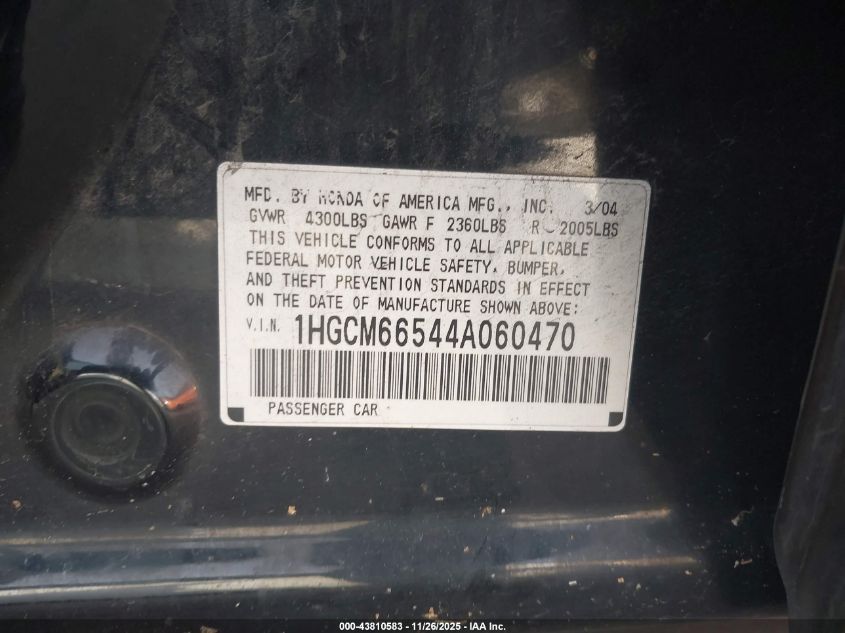 MFD. BY HONDA OF AMERICA MFG., INC. 3/04
GVWR 4300LBS GAWR F 2360LBS R 2005LBS
THIS VEHICLE CONFORMS TO ALL APPLICABLE
FEDERAL MOTOR VEHICLE SAFETY, BUMPER,
AND THEFT PREVENTION STANDARDS IN EFFECT
ON THE DATE OF MANUFACTURE SHOWN ABOVE:
V.I.N. 1HGCM66544A060470
PASSENGER CAR
000-43810583 - 11/26/2025 - IAA Inc.